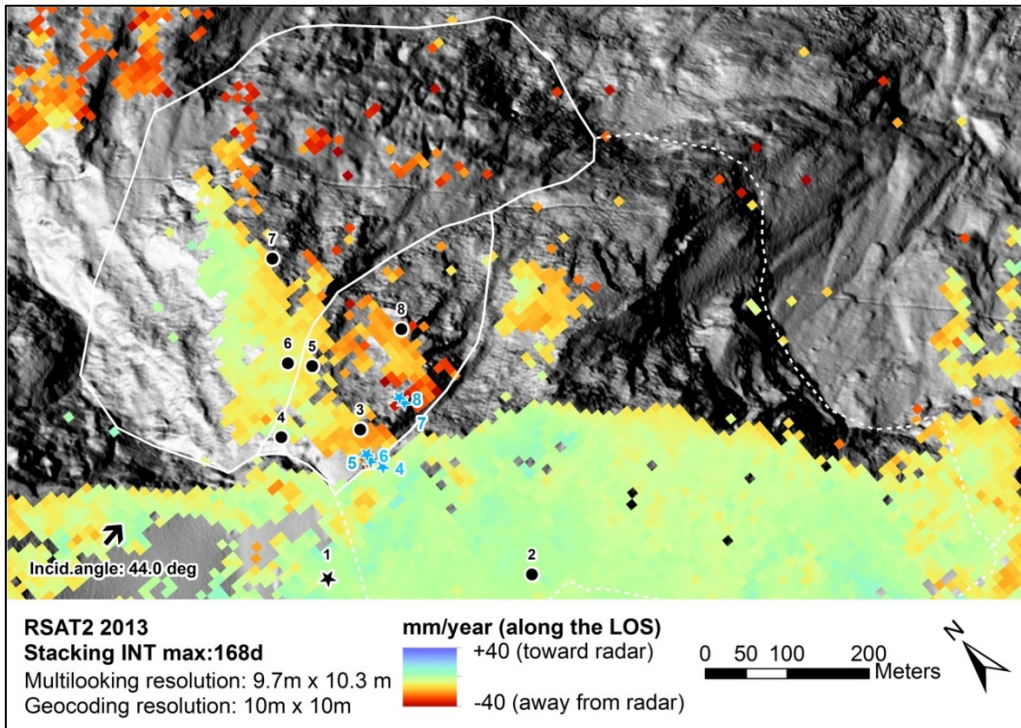 7
8
6
5
3
4
8
7
5
6
4
1
2
Incid.angle: 44.0 deg
RSAT2 2013
Stacking INT max:168d
Multilooking resolution: 9.7m x 10.3 m
Geocoding resolution: 10m x 10m
mm/year (along the LOS)
+40 (toward radar)
-40 (away from radar)
0 50 100 200
Meters
N